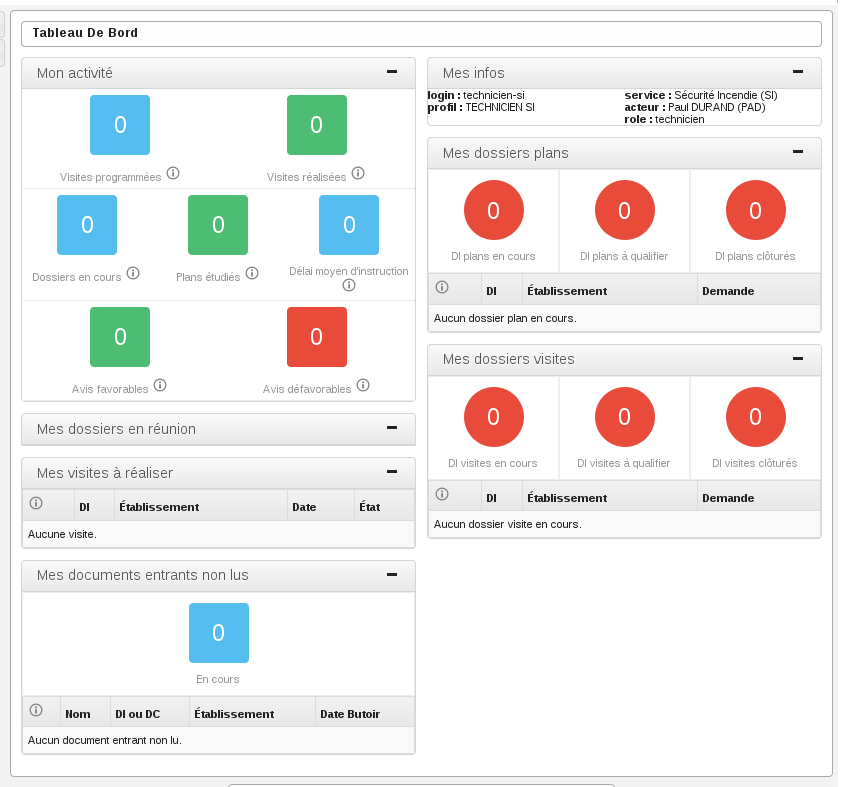 Tableau De Bord
Mon activité
0 0
Visites programmées Visites réalisées
0 0 0
Dossiers en cours Plans étudiés Délai moyen d'instruction
0 0
Avis favorables Avis défavorables
Mes dossiers en réunion
Mes visites à réaliser
DI Établissement Date État
Aucune visite.
Mes documents entrants non lus
0
En cours
Nom DI ou DC Établissement Date Butoir
Aucun document entrant non lu.
Mes infos
login : technicien-si service : Sécurité Incendie (SI)
profil : TECHNICIEN SI acteur : Paul DURAND (PAD)
role : technicien
Mes dossiers plans
0 0 0
DI plans en cours DI plans à qualifier DI plans clôturés
DI Établissement Demande
Aucun dossier plan en cours.
Mes dossiers visites
0 0 0
DI visites en cours DI visites à qualifier DI visites clôturés
DI Établissement Demande
Aucun dossier visite en cours.